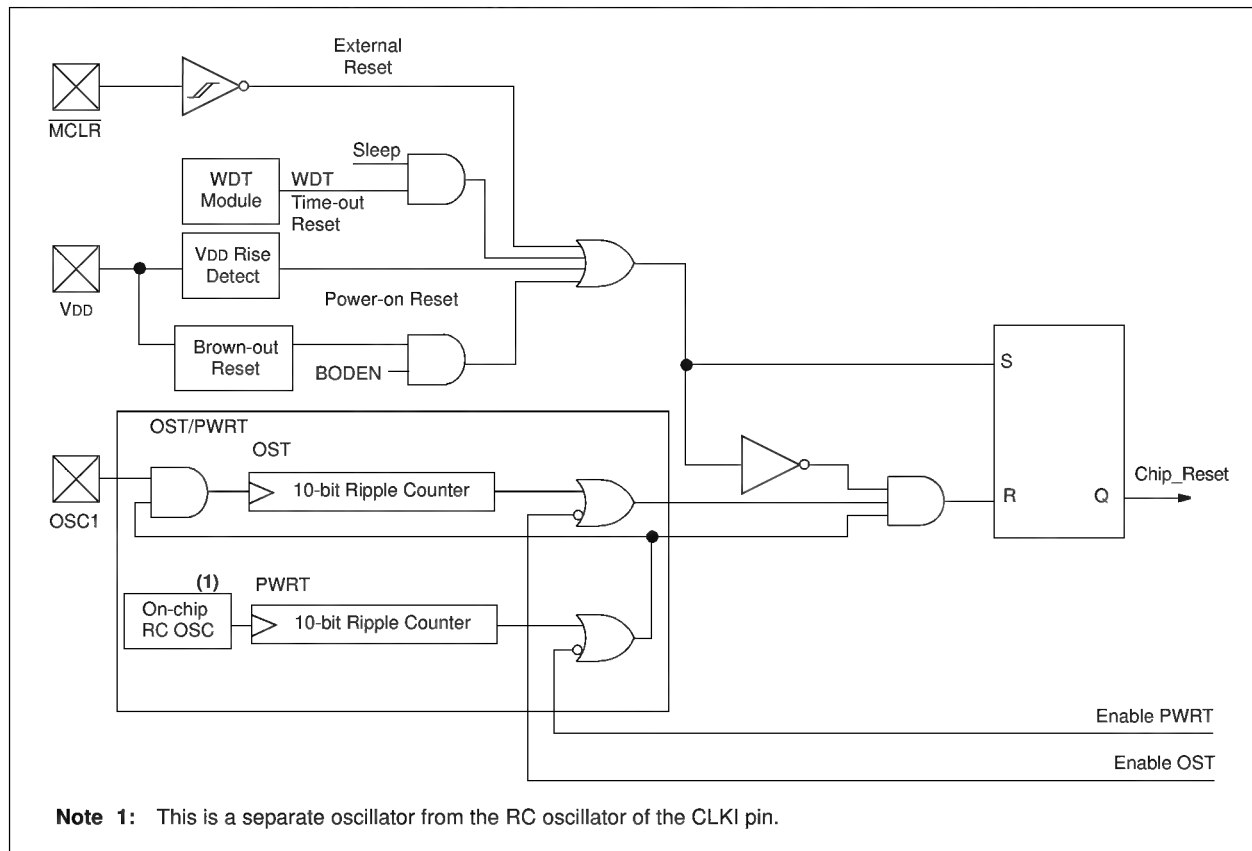 External
Reset
MCLR
Sleep
WDT
Module
WDT
Time-out
Reset
VDD
VDD Rise
Detect
Power-on Reset
Brown-out
Reset
BODEN
OST/PWRT
OST
OSC1
10-bit Ripple Counter
(1)
On-chip
RC OSC
PWRT
10-bit Ripple Counter
S
R
Q
Chip_Reset
Enable PWRT
Enable OST
Note 1: This is a separate oscillator from the RC oscillator of the CLKI pin.